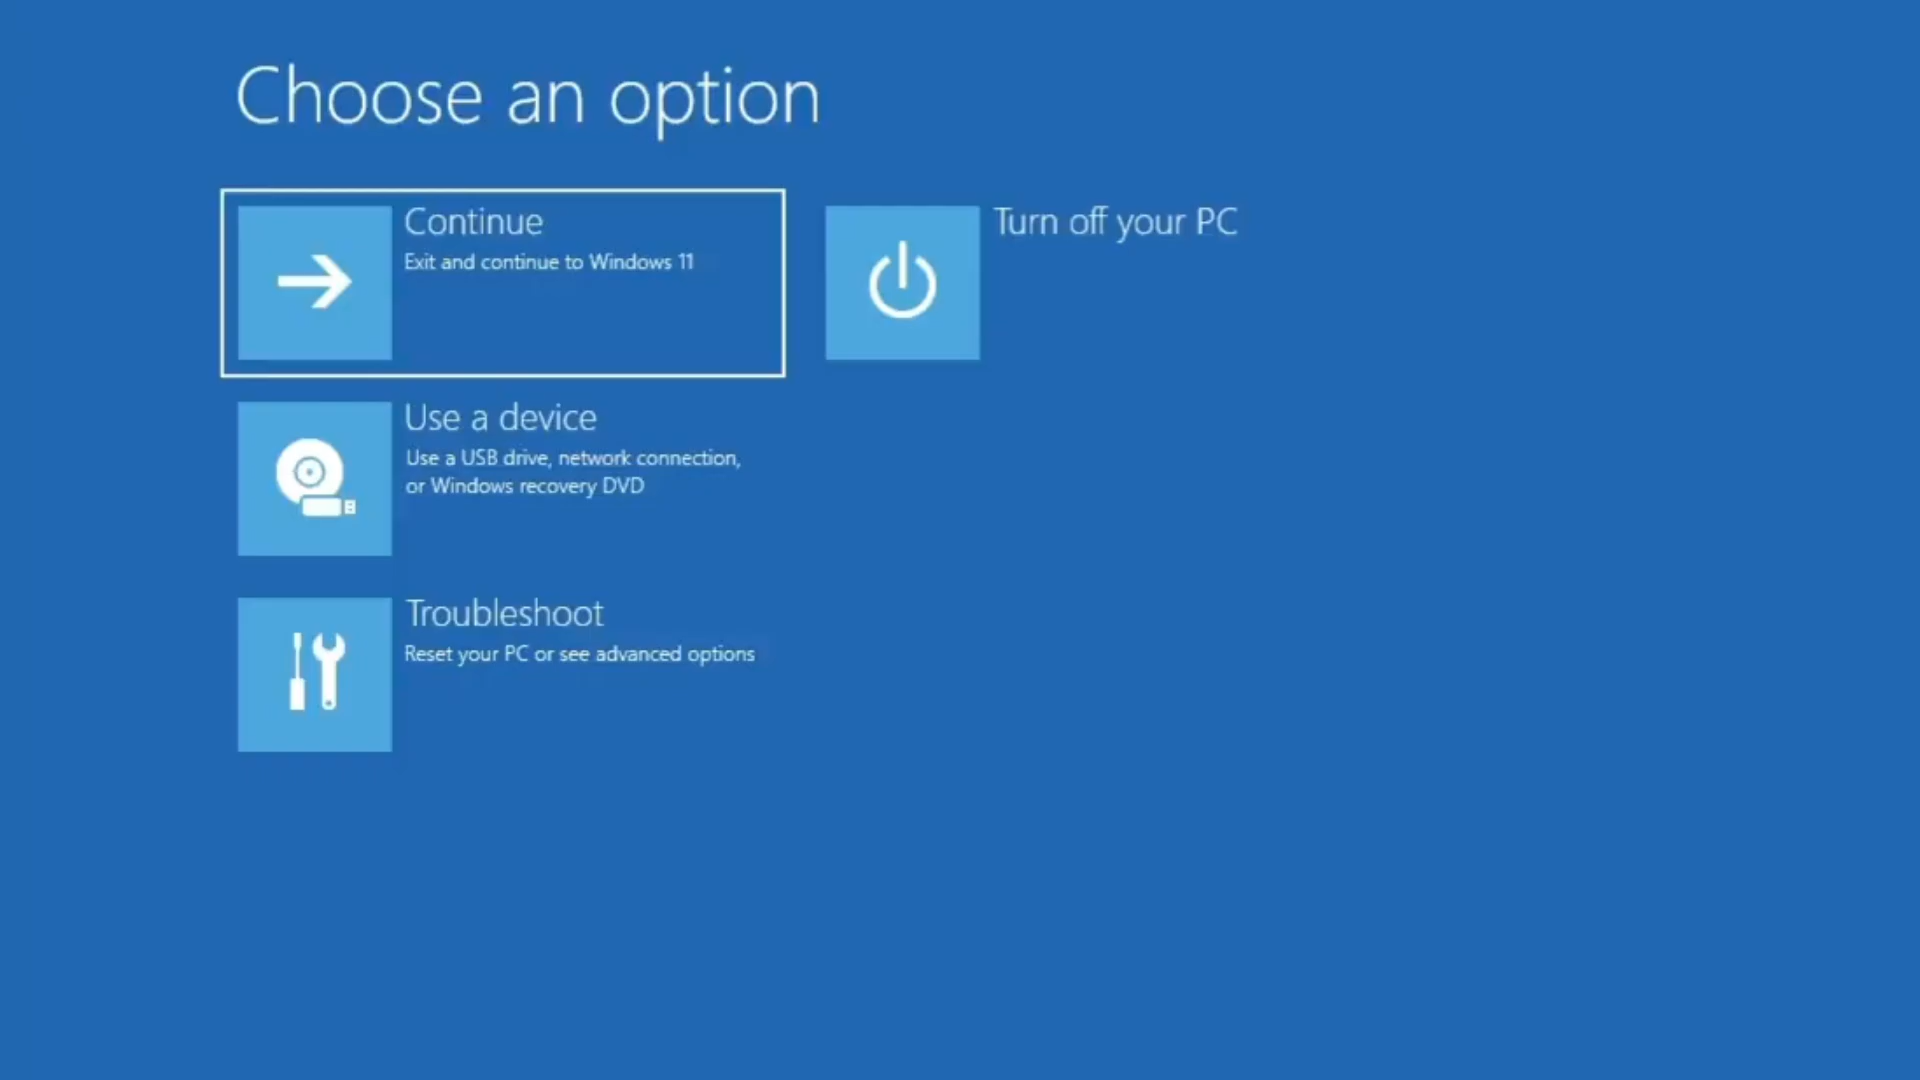 Choose an option
Continue
Exit and continue to Windows 11
Turn off your PC
Use a device
Use a USB drive, network connection,
or Windows recovery DVD
Troubleshoot
Reset your PC or see advanced options